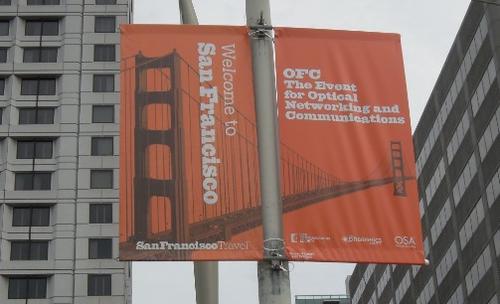 Welcome to
San Francisco
SanFranciscoTravel
OFC
The Event
for Optical
Networking and
Communications
OSA